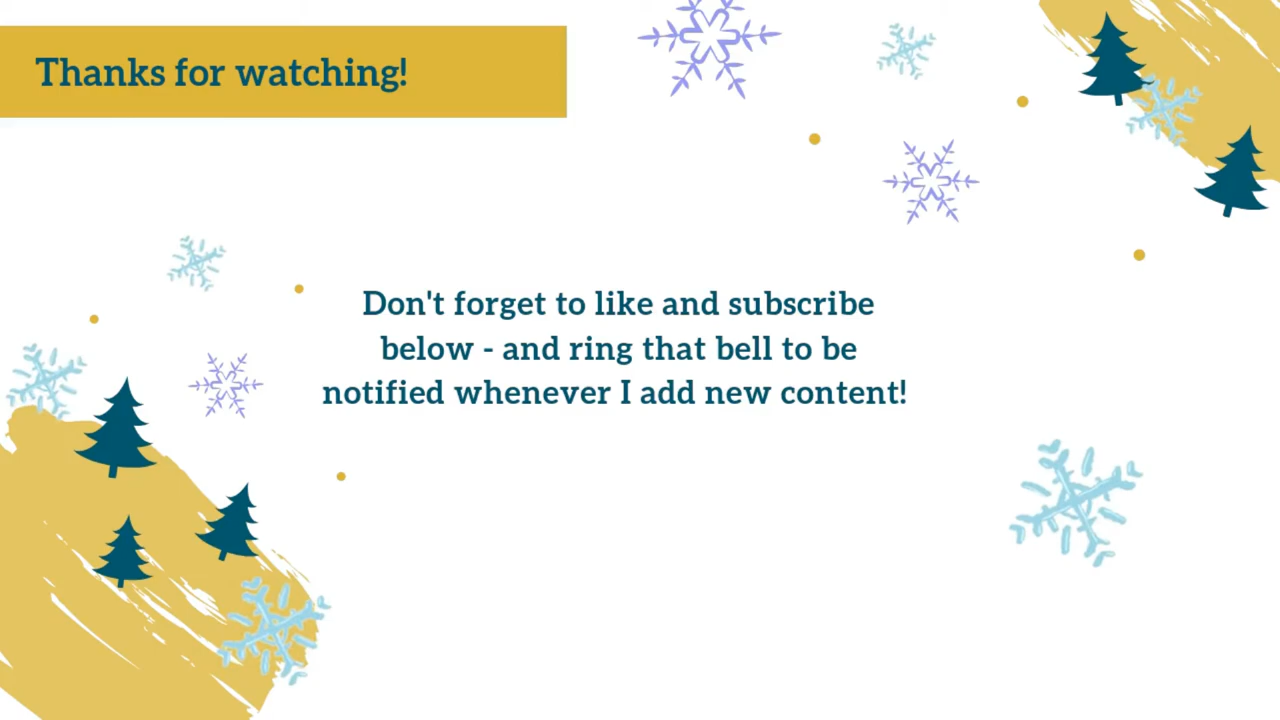 Thanks for watching!
Don't forget to like and subscribe
below - and ring that bell to be
notified whenever I add new content!